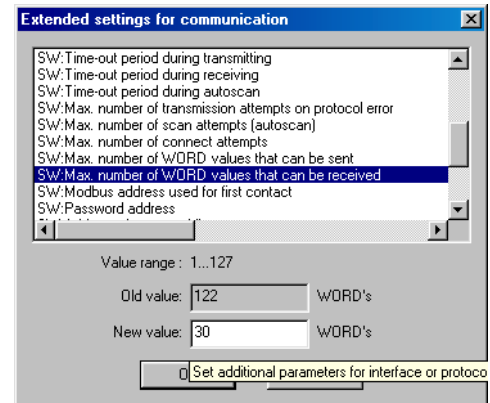 Extended settings for communication
SW:Time-out period during transmitting
SW:Time-out period during receiving
SW:Time-out period during autoscan
SW:Max. number of transmission attempts on protocol error
SW:Max. number of scan attempts (autoscan)
SW:Max. number of connect attempts
SW:Max. number of WORD values that can be sent
SW:Max. number of WORD values that can be received
SW:Modbus address used for first contact
SW:Password address
Value range : 1...127
Old value: 122 WORD's
New value: 30 WORD's
Set additional parameters for interface or protoco